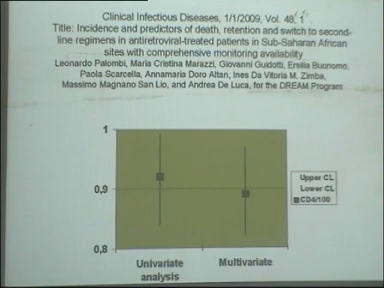 Clinical Infectious Diseases, 1/1/2009, Vol. 48, 1
Title: Incidence and predictors of death, retention and switch to second-
line regimens in antiretroviral-treated patients in Sub-Saharan African
sites with comprehensive monitoring availability
Leonardo Palombi, Maria Cristina Marazzi, Giovanni Guidotti, Ersilia Buonomo,
Paola Scarcella, Annamaria Doro Altan, Ines Da Vitoria M. Zimba,
Massimo Magnano San Lio, and Andrea De Luca, for the DREAM Program
1
0,9
0,8
Upper CL
Lower CL
CD4/100
Univariate
analysis
Multivariate